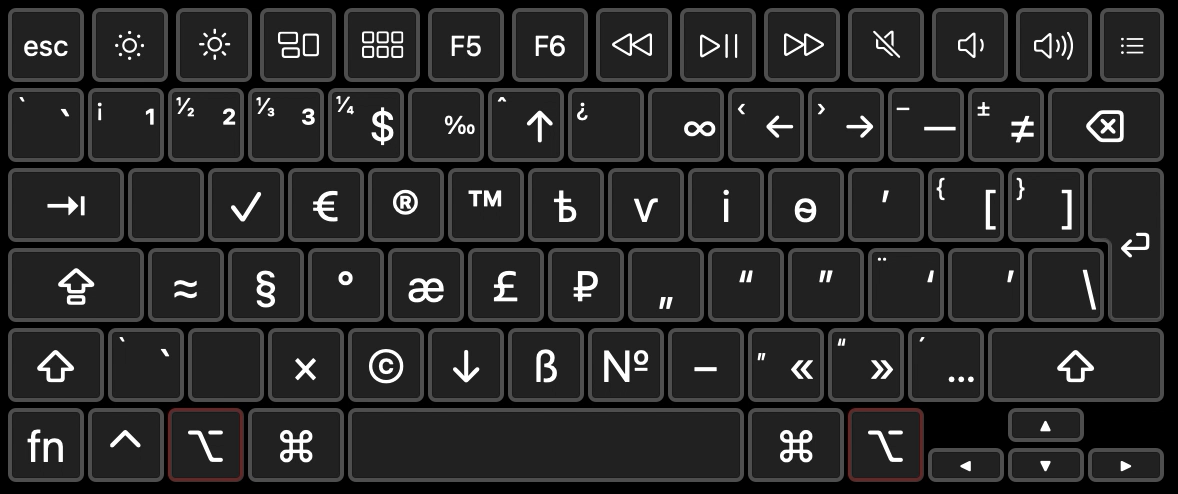 esc F5 F6
` ` ¡ 1 ½ 2 ⅓ 3 ¼ $ ‰ ˆ ↑ ¿ ∞ ‹ ← › → – — ± ≠
✓ € ® ™ ѣ ѵ і ѳ ’ { [ } ]
≈ § ° æ £ ₽ „ “ ” ¨ ‘ ’ \
` ` × © ↓ ß № – " « “ » ´ …
fn ⌃ ⌥ ⌘ ⌘ ⌥